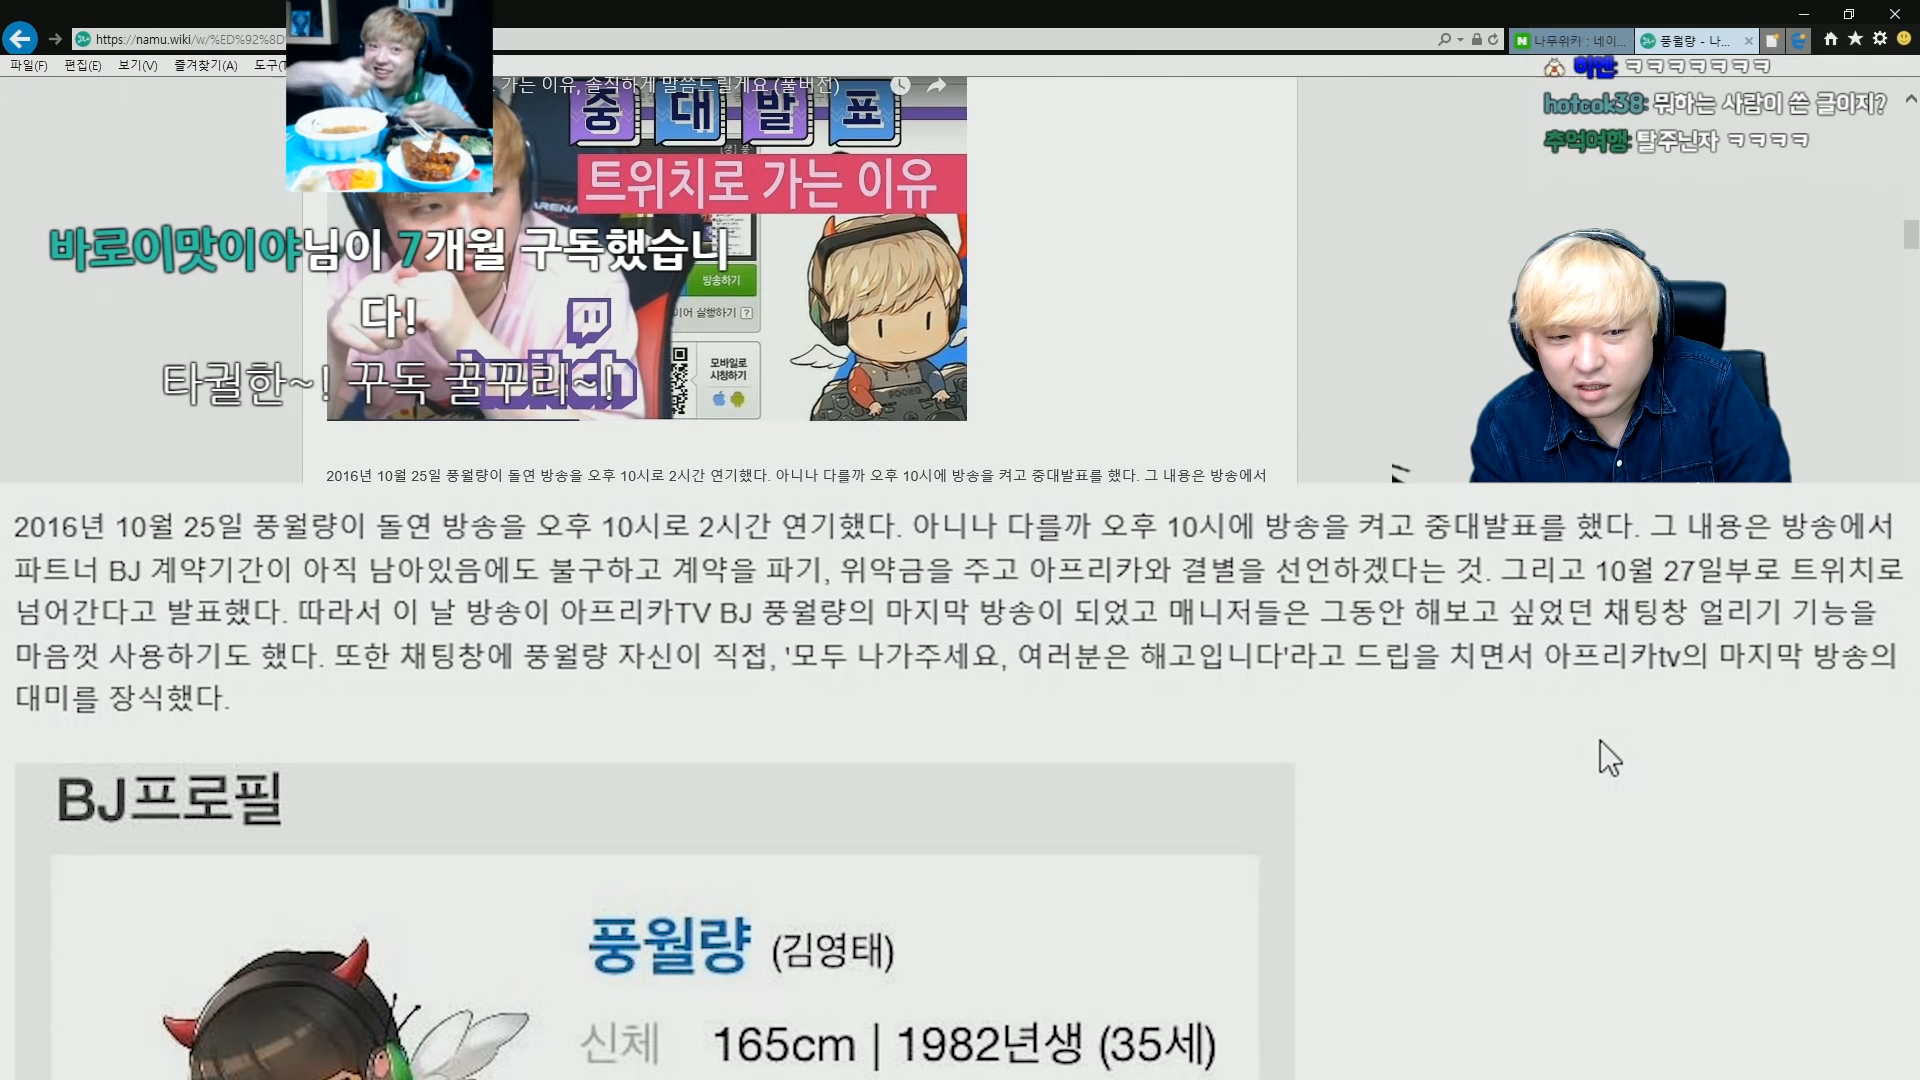 https://namu.wiki/w/%ED%92%8D
나무위키 : 네이...
풍월량 - 나...
파일(F) 편집(E) 보기(V) 즐겨찾기(A) 도구(T
가는 이유, 솔직하게 말씀드릴게요 (풀버전)
중대발표
트위치로 가는 이유
방송하기
이어 실행하기 ?
모바일로
시청하기
twitch
바로이맛이야님이 7개월 구독했습니
다!
타궐한~! 꾸독 꿀꾸리~!
하멘: ㅋㅋㅋㅋㅋㅋㅋ
hotcok38: 뭐하는 사람이 쓴 글이지?
추억여행: 탈주닌자 ㅋㅋㅋㅋ
2016년 10월 25일 풍월량이 돌연 방송을 오후 10시로 2시간 연기했다. 아니나 다를까 오후 10시에 방송을 켜고 중대발표를 했다. 그 내용은 방송에서
2016년 10월 25일 풍월량이 돌연 방송을 오후 10시로 2시간 연기했다. 아니나 다를까 오후 10시에 방송을 켜고 중대발표를 했다. 그 내용은 방송에서
파트너 BJ 계약기간이 아직 남아있음에도 불구하고 계약을 파기, 위약금을 주고 아프리카와 결별을 선언하겠다는 것. 그리고 10월 27일부로 트위치로
넘어간다고 발표했다. 따라서 이 날 방송이 아프리카TV BJ 풍월량의 마지막 방송이 되었고 매니저들은 그동안 해보고 싶었던 채팅창 얼리기 기능을
마음껏 사용하기도 했다. 또한 채팅창에 풍월량 자신이 직접, '모두 나가주세요, 여러분은 해고입니다'라고 드립을 치면서 아프리카tv의 마지막 방송의
대미를 장식했다.
BJ프로필
풍월량 (김영태)
신체 165cm | 1982년생 (35세)